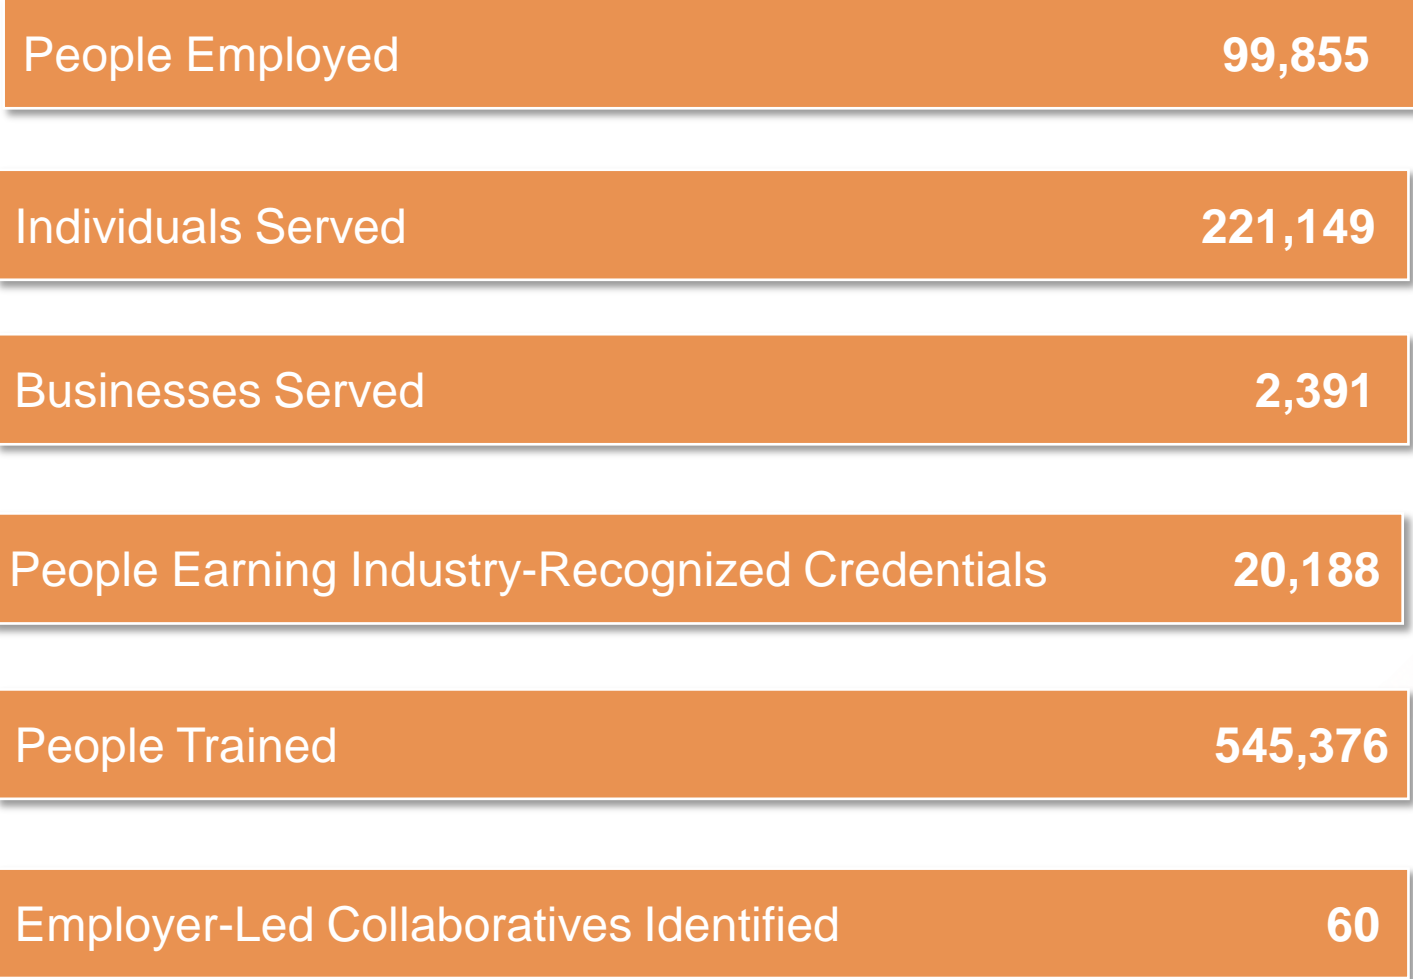 People Employed 99,855
Individuals Served 221,149
Businesses Served 2,391
People Earning Industry-Recognized Credentials 20,188
People Trained 545,376
Employer-Led Collaboratives Identified 60